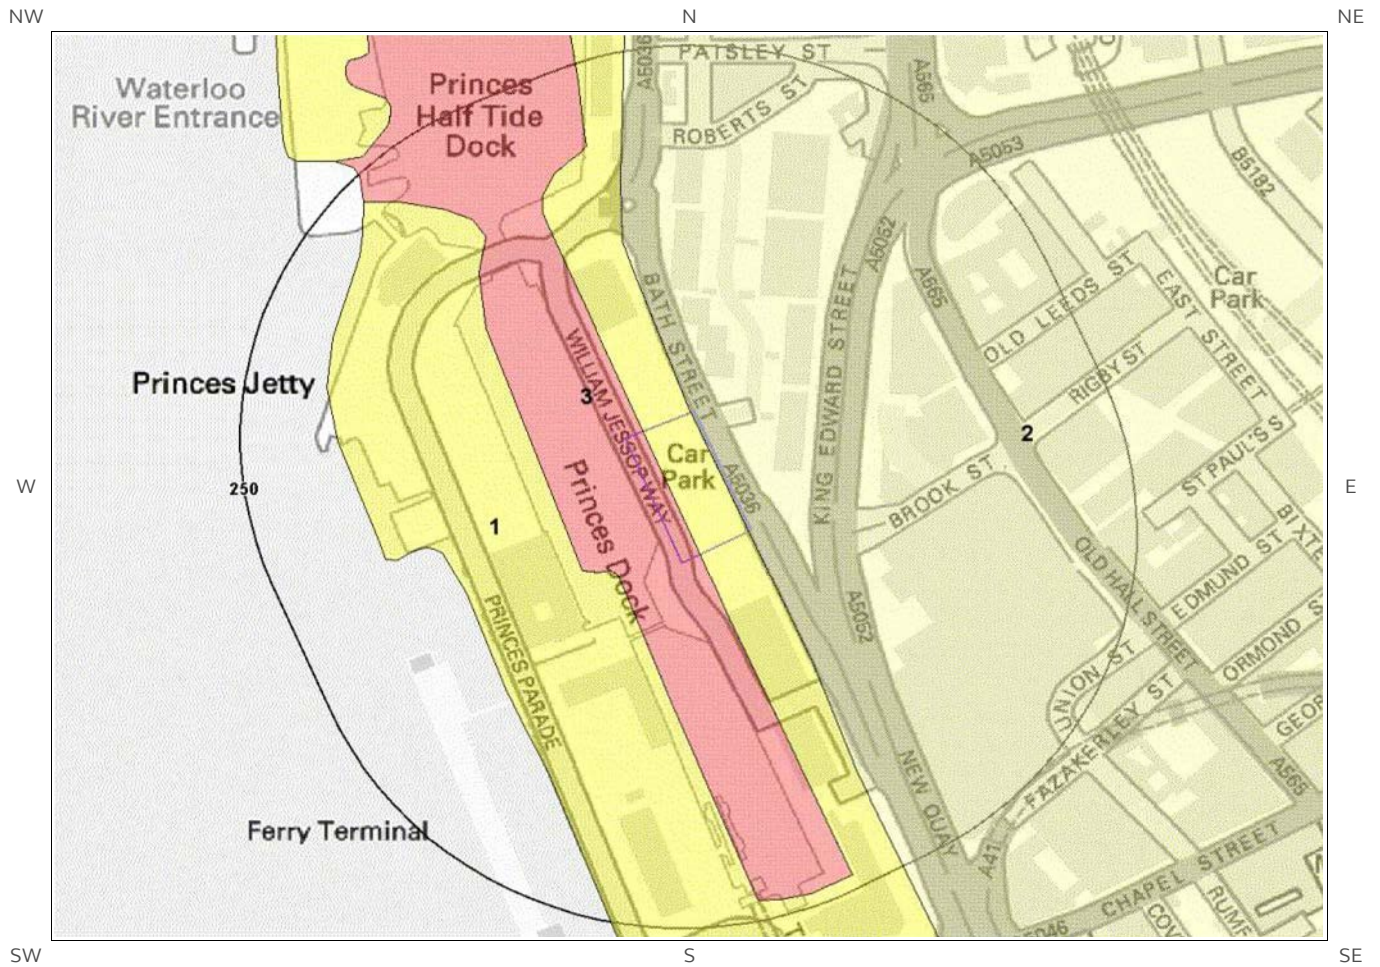 NW
N
NE
Waterloo
River Entrance
Princes
Half Tide
Dock
A5036
PAISLEY ST
ROBERTS ST
A565
A5053
B5182
A5052
A565
BATH STREET
KING EDWARD STREET
OLD LEEDS ST
EAST STREET
Car
Park
RIGBY ST
Princes Jetty
WILLIAM JESSOP WAY
3
2
Car
Park
A5036
ST PAUL'S S
BROOK ST
W
250
1
E
Princes Dock
BIXTE
EDMUND ST
OLD HALL STREET
PRINCES PARADE
A5052
ORMOND S
UNION ST
GEOR
FAZAKERLEY ST
A565
NEW QUAY
Ferry Terminal
A41
CHAPEL STREET
COV
RUMF
5046
T
SW
S
SE